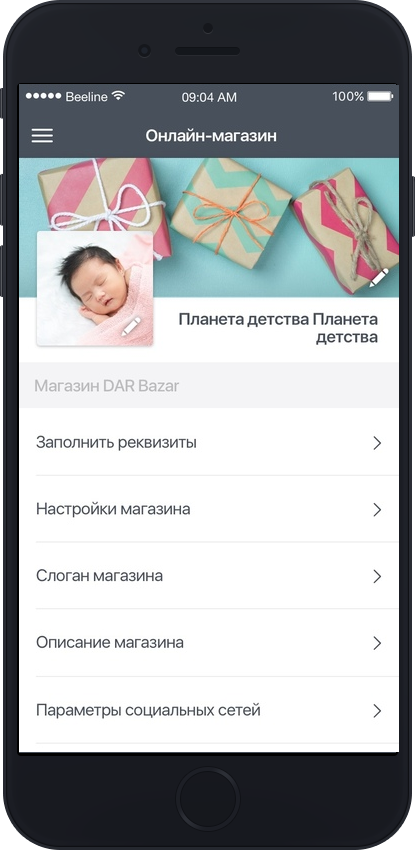 Beeline 09:04 AM 100%
Онлайн-магазин
Планета детства Планета
детства
Магазин DAR Bazar
Заполнить реквизиты
Настройки магазина
Слоган магазина
Описание магазина
Параметры социальных сетей